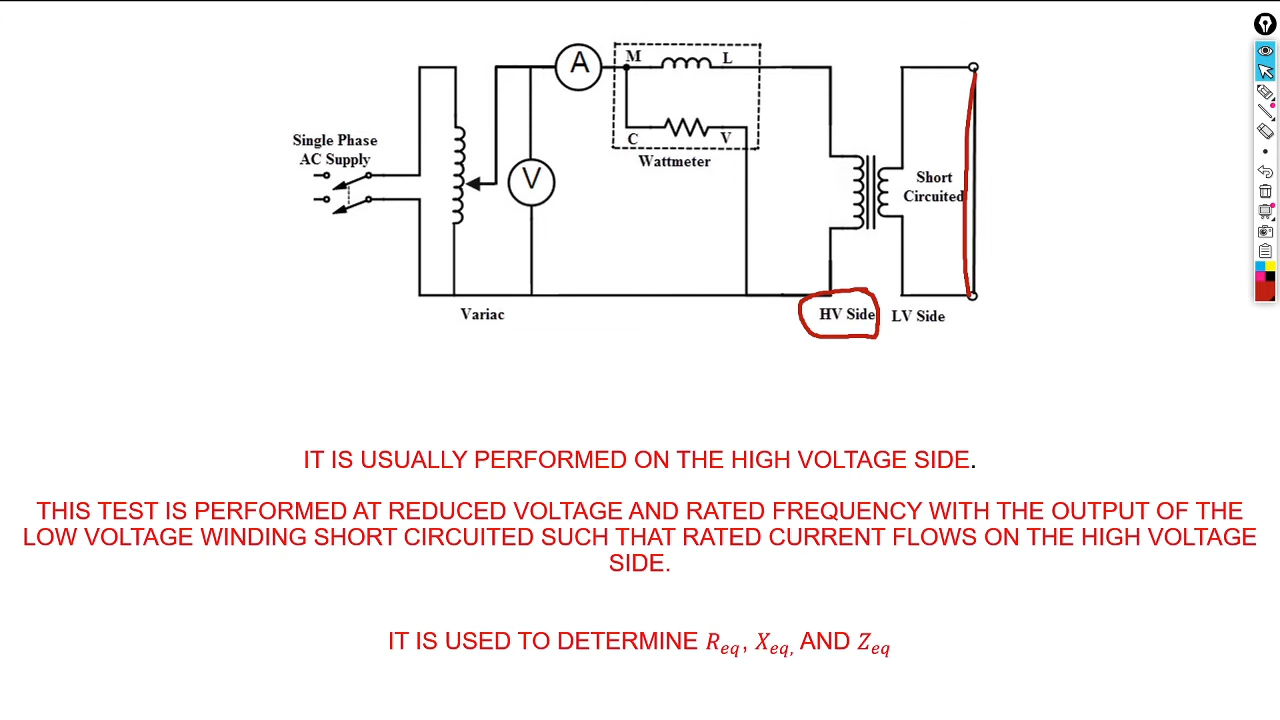 A
M
L
Single Phase
AC Supply
C
V
Wattmeter
V
Short
Circuited
Variac
HV Side
LV Side
IT IS USUALLY PERFORMED ON THE HIGH VOLTAGE SIDE.
THIS TEST IS PERFORMED AT REDUCED VOLTAGE AND RATED FREQUENCY WITH THE OUTPUT OF THE
LOW VOLTAGE WINDING SHORT CIRCUITED SUCH THAT RATED CURRENT FLOWS ON THE HIGH VOLTAGE
SIDE.
IT IS USED TO DETERMINE R_eq, X_eq, AND Z_eq